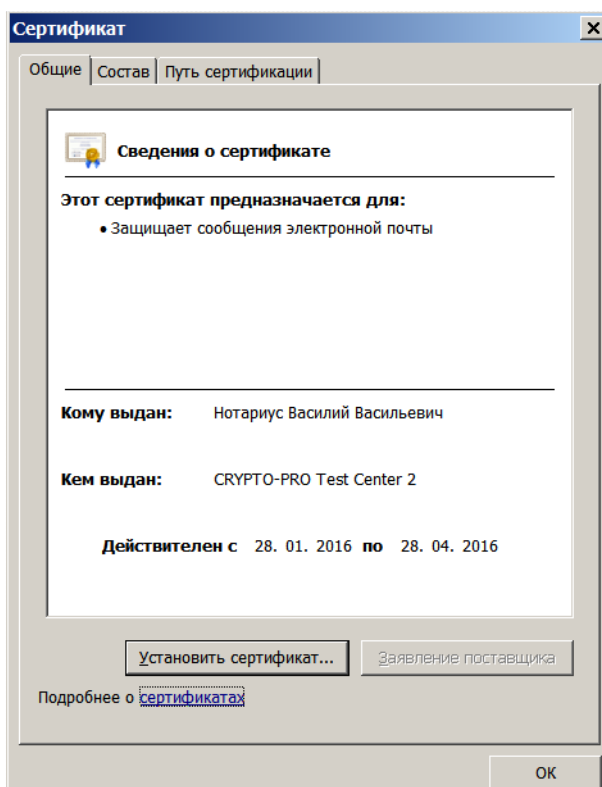 Сертификат
Общие Состав Путь сертификации
Сведения о сертификате
Этот сертификат предназначается для:
• Защищает сообщения электронной почты
Кому выдан: Нотариус Василий Васильевич
Кем выдан: CRYPTO-PRO Test Center 2
Действителен с 28. 01. 2016 по 28. 04. 2016
Установить сертификат... Заявление поставщика
Подробнее о сертификатах
ОК